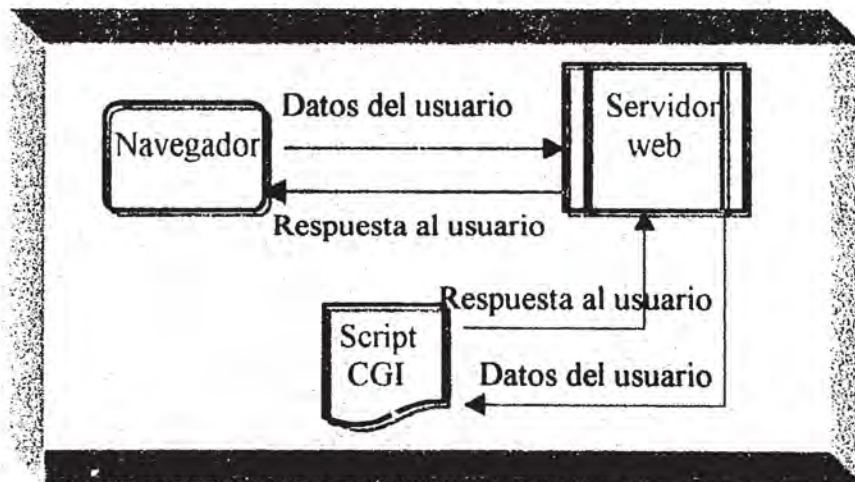 Datos del usuario
Navegador
Servidor
web
Respuesta al usuario
Respuesta al usuario
Script
CGI
Datos del usuario